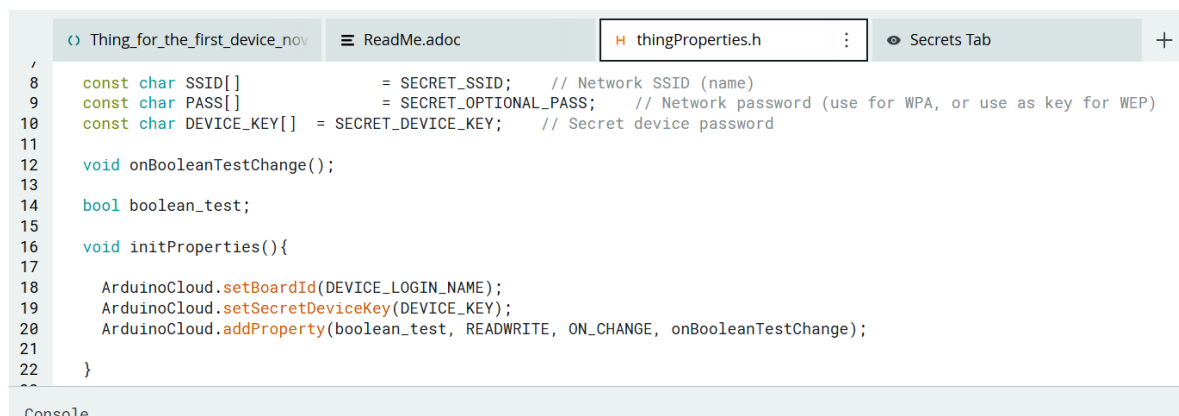 Thing_for_the_first_device_nov
ReadMe.adoc
H thingProperties.h
Secrets Tab
8 const char SSID[] = SECRET_SSID; // Network SSID (name)
9 const char PASS[] = SECRET_OPTIONAL_PASS; // Network password (use for WPA, or use as key for WEP)
10 const char DEVICE_KEY[] = SECRET_DEVICE_KEY; // Secret device password
11
12 void onBooleanTestChange();
13
14 bool boolean_test;
15
16 void initProperties(){
17
18 ArduinoCloud.setBoardId(DEVICE_LOGIN_NAME);
19 ArduinoCloud.setSecretDeviceKey(DEVICE_KEY);
20 ArduinoCloud.addProperty(boolean_test, READWRITE, ON_CHANGE, onBooleanTestChange);
21
22 }
Console